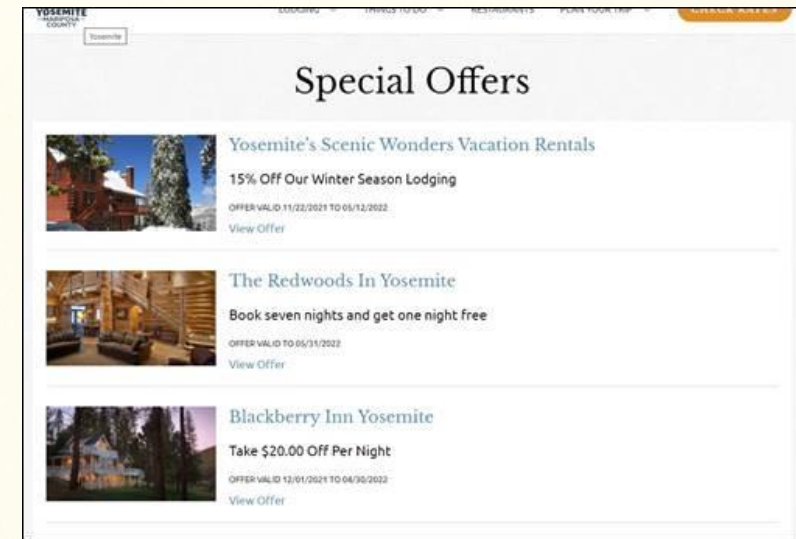 YOSEMITE
MARIPOSA
COUNTY
LODGING THINGS TO DO RESTAURANTS PLAN YOUR TRIP CHECK RATES
Yosemite
Special Offers
Yosemite's Scenic Wonders Vacation Rentals
15% Off Our Winter Season Lodging
OFFER VALID 11/22/2021 TO 05/12/2022
View Offer
The Redwoods In Yosemite
Book seven nights and get one night free
OFFER VALID TO 05/31/2022
View Offer
Blackberry Inn Yosemite
Take $20.00 Off Per Night
OFFER VALID 12/01/2021 TO 04/30/2022
View Offer